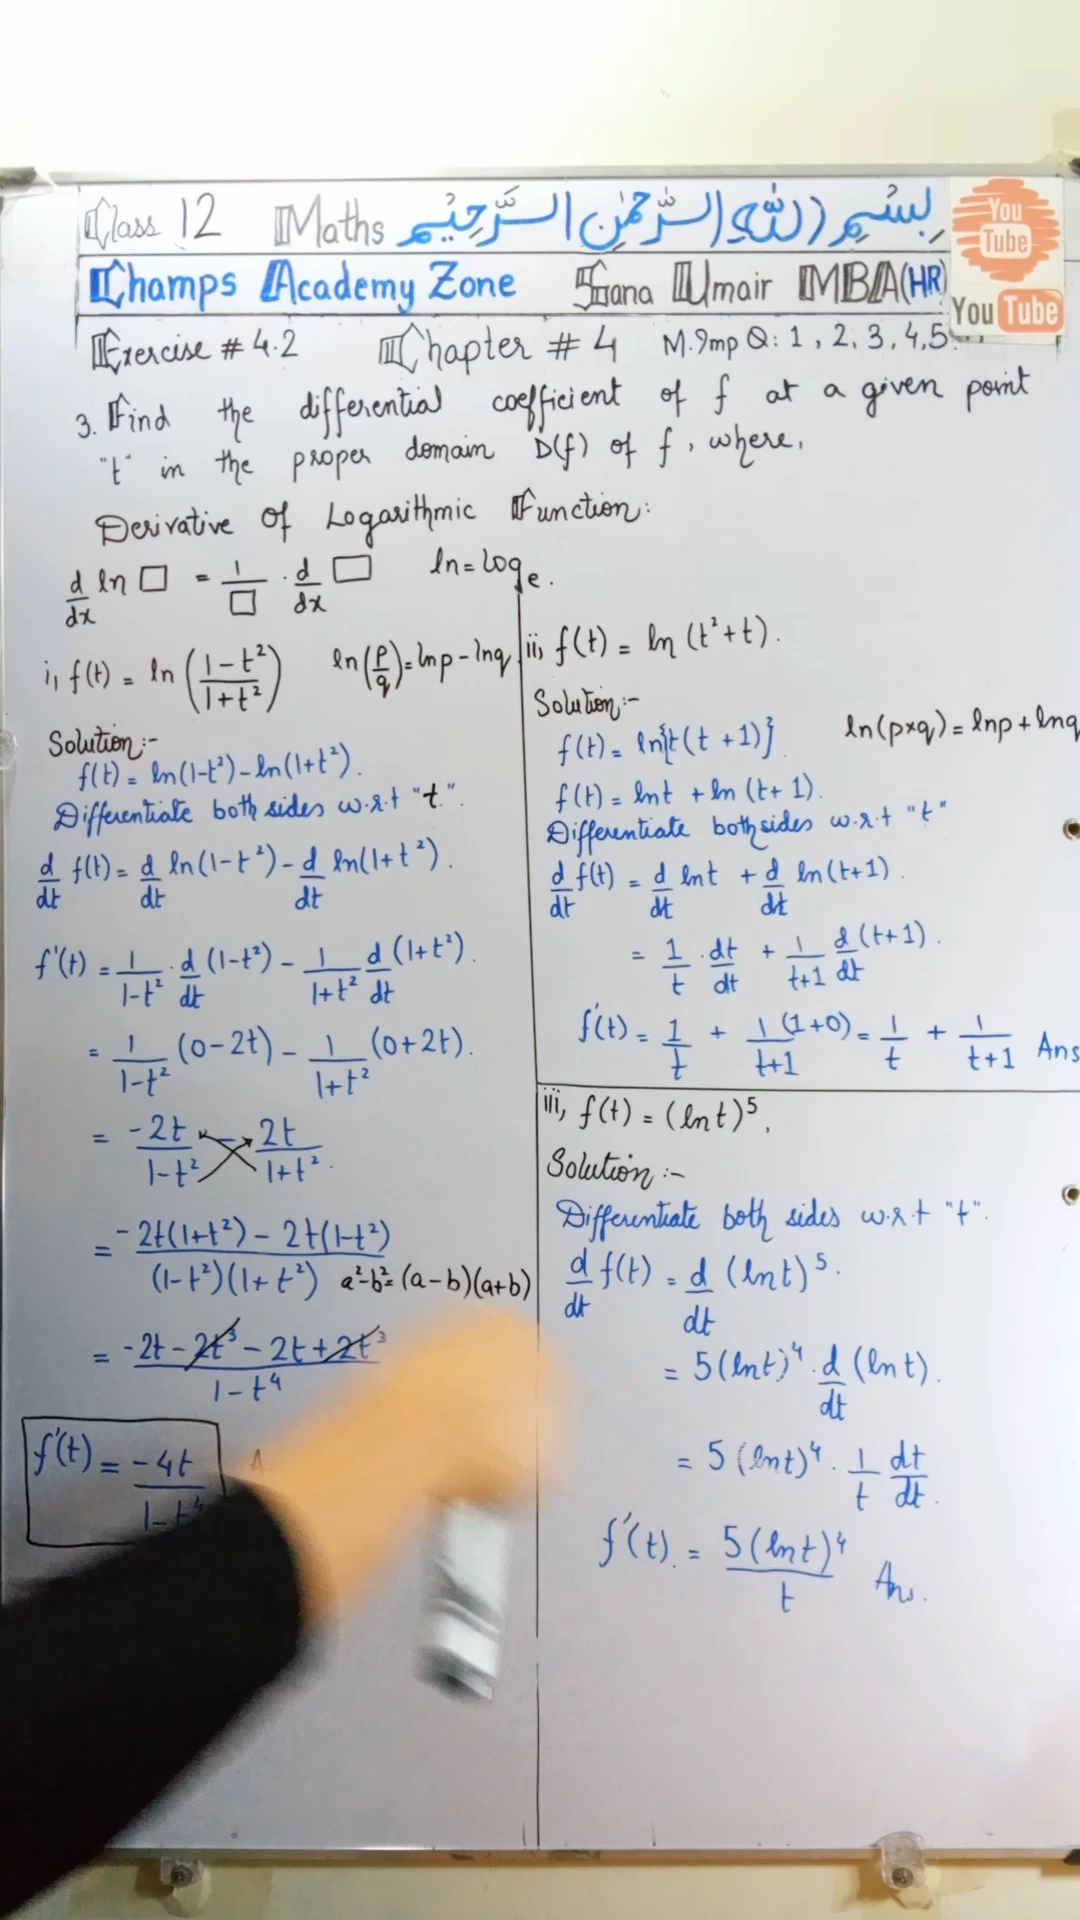 Class 12 Maths بِسْمِ اللّٰهِ الرَّحْمٰنِ الرَّحِيْمِ
You Tube
Champs Academy Zone Sana Umair MBA(HR)
You Tube
Exercise # 4.2 Chapter # 4 M.Imp Q: 1, 2, 3, 4, 5.
3. Find the differential coefficient of f at a given point
"t" in the proper domain D(f) of f, where,
Derivative of Logarithmic Function:
d/dx ln □ = 1/□ · d/dx □ ln = log_e.
i, f(t) = ln ((1-t²)/(1+t²)) ln(p/q) = lnp - lnq
Solution:-
f(t) = ln(1-t²) - ln(1+t²).
Differentiate both sides w.r.t "t".
d/dt f(t) = d/dt ln(1-t²) - d/dt ln(1+t²).
f'(t) = 1/(1-t²) · d/dt (1-t²) - 1/(1+t²) d/dt (1+t²).
= 1/(1-t²) (0-2t) - 1/(1+t²) (0+2t).
= -2t/(1-t²) - 2t/(1+t²).
= (-2t(1+t²) - 2t(1-t²))/((1-t²)(1+t²)) a²-b² = (a-b)(a+b)
= (-2t - 2t³ - 2t + 2t³)/(1-t⁴)
f'(t) = -4t/(1-t⁴)
ii, f(t) = ln (t²+t).
Solution:-
f(t) = ln{t(t+1)}. ln(p×q) = lnp + lnq
f(t) = lnt + ln (t+1).
Differentiate both sides w.r.t "t"
d/dt f(t) = d/dt lnt + d/dt ln(t+1).
= 1/t · dt/dt + 1/(t+1) d/dt (t+1).
f'(t) = 1/t + 1/(t+1) (1+0) = 1/t + 1/(t+1) Ans
iii, f(t) = (lnt)⁵.
Solution:-
Differentiate both sides w.r.t "t".
d/dt f(t) = d/dt (lnt)⁵.
= 5(lnt)⁴ · d/dt (lnt).
= 5(lnt)⁴ · 1/t dt/dt.
f'(t) = 5(lnt)⁴/t Ans.